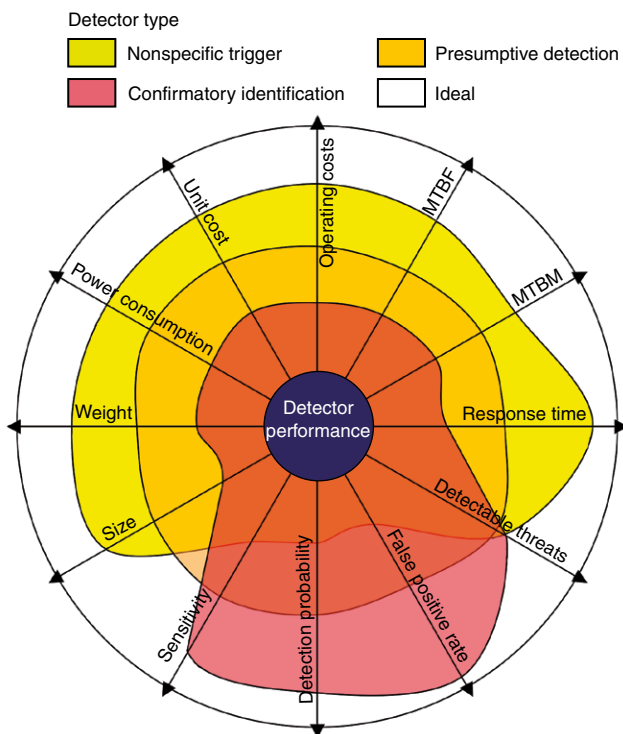 Detector type
Nonspecific trigger
Presumptive detection
Confirmatory identification
Ideal
Operating costs
MTBF
MTBM
Response time
Detectable threats
False positive rate
Detection probability
Sensitivity
Size
Weight
Power consumption
Unit cost
Detector
performance